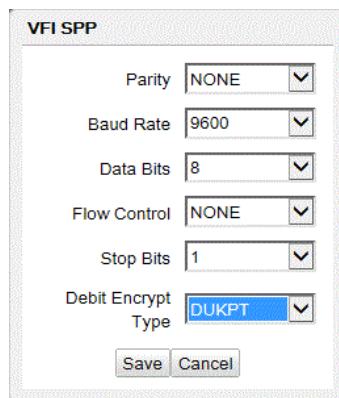 VFI SPP
Parity NONE
Baud Rate 9600
Data Bits 8
Flow Control NONE
Stop Bits 1
Debit Encrypt
Type DUKPT
Save Cancel